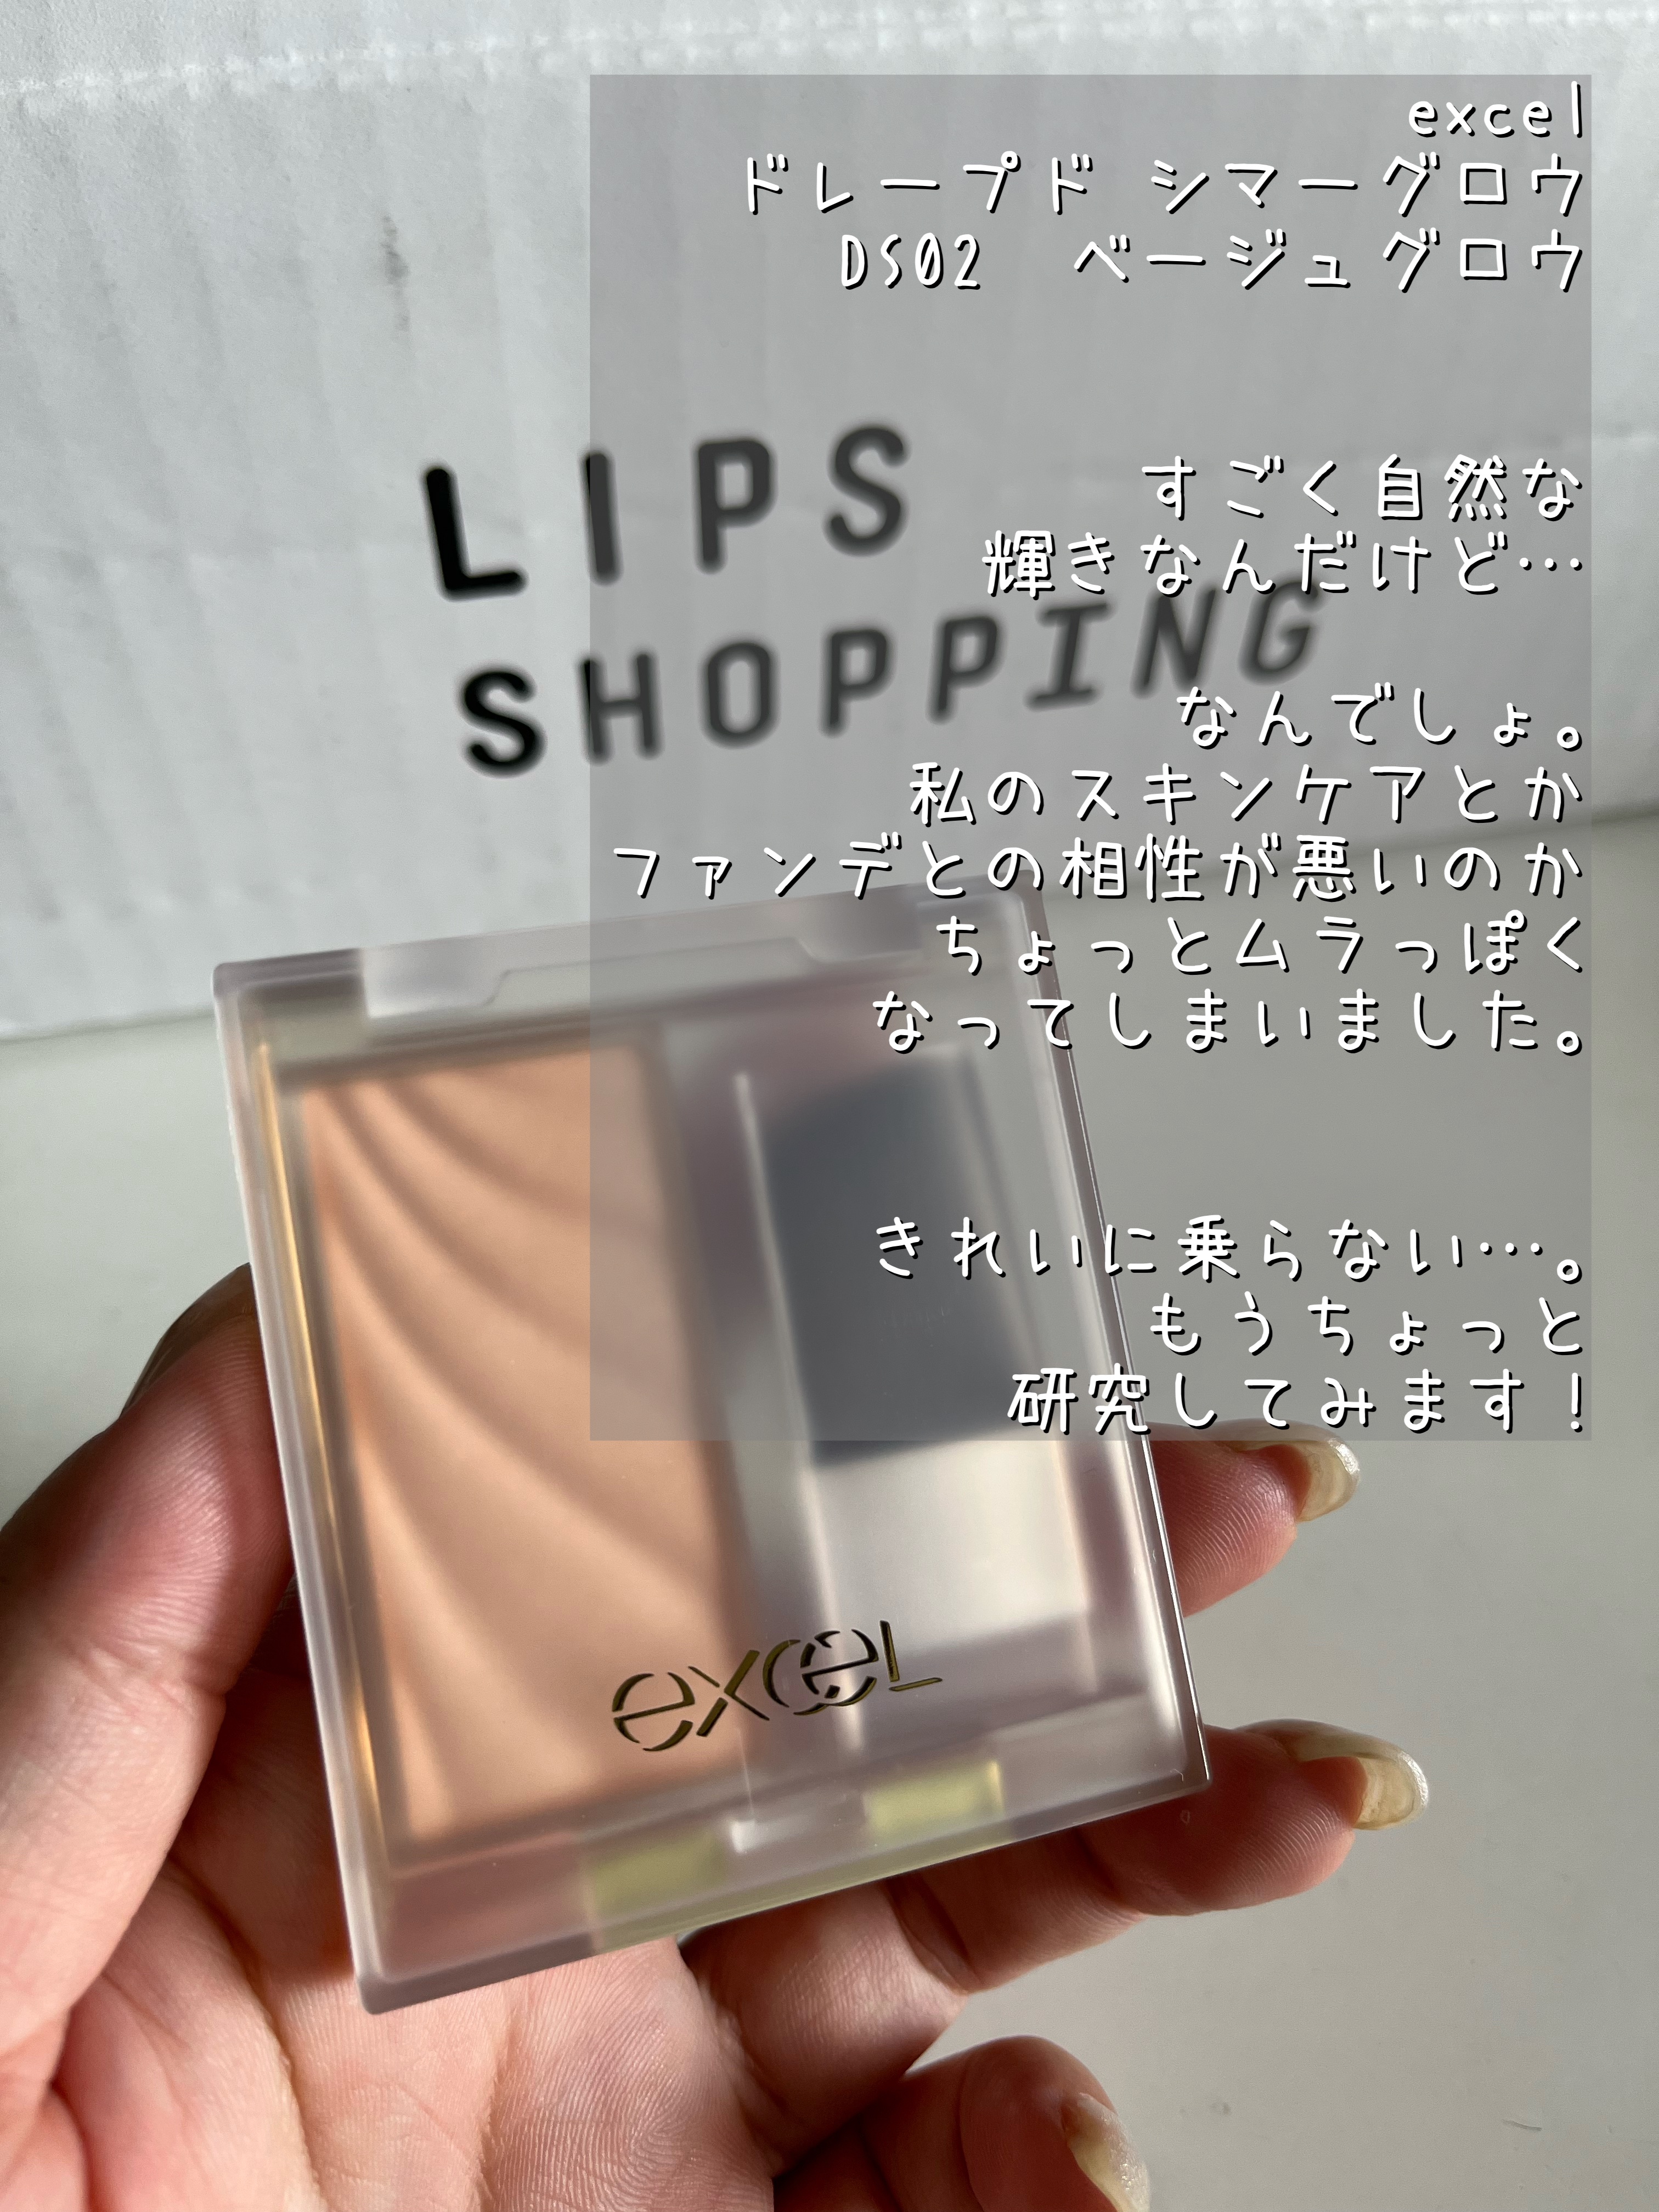 excel
ドレープド シマーグロウ
DS02　ベージュグロウ
すごく自然な
輝きなんだけど…
なんでしょ。
私のスキンケアとか
ファンデとの相性が悪いのか
ちょっとムラっぽく
なってしまいました。
きれいに乗らない…。
もうちょっと
研究してみます！
LIPS
SHOPPING
excel